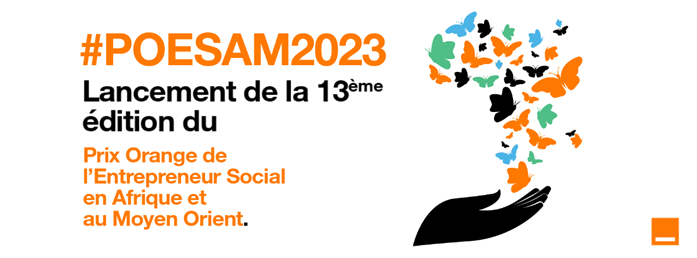 #POESAM2023
Lancement de la 13ème
édition du
Prix Orange de
l'Entrepreneur Social
en Afrique et
au Moyen Orient.